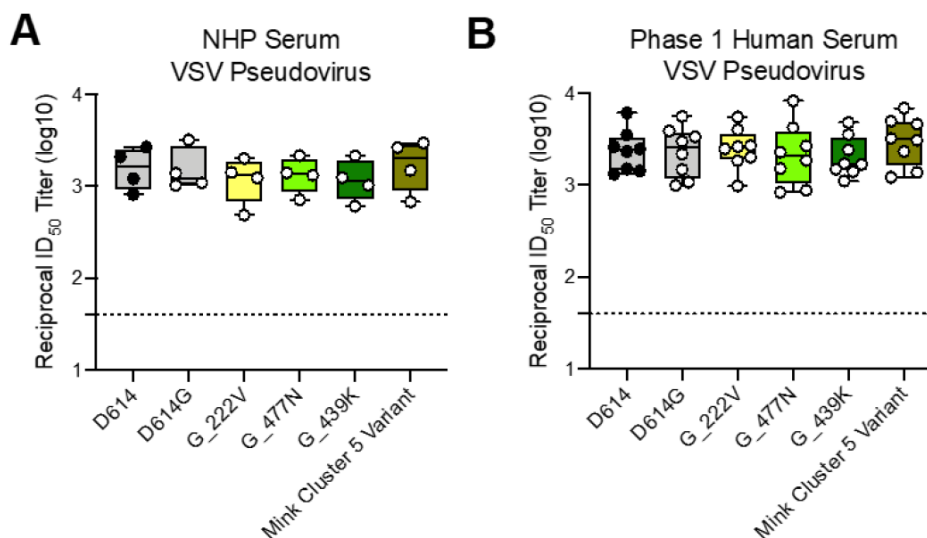 A
NHP Serum
VSV Pseudovirus
Reciprocal ID50 Titer (log10)
4
3
2
1
D614
D614G
G_222V
G_477N
G_439K
Mink Cluster 5 Variant
B
Phase 1 Human Serum
VSV Pseudovirus
Reciprocal ID50 Titer (log10)
4
3
2
1
D614
D614G
G_222V
G_477N
G_439K
Mink Cluster 5 Variant